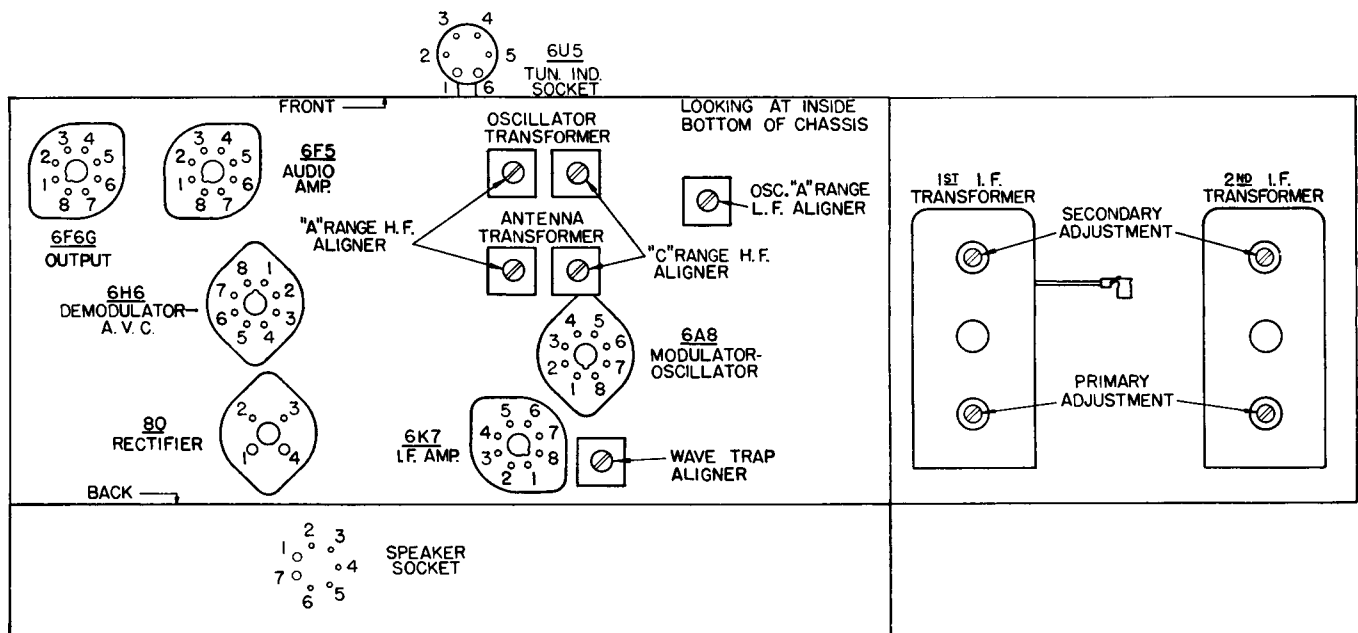 3 4
2 5
1 6
6U5
TUN. IND.
SOCKET
FRONT
LOOKING AT INSIDE
BOTTOM OF CHASSIS
3 4
2 5
1 6
8 7
6F6G
OUTPUT
3 4
2 5
1 6
8 7
6F5
AUDIO
AMP.
OSCILLATOR
TRANSFORMER
"A" RANGE H.F.
ALIGNER
ANTENNA
TRANSFORMER
"C" RANGE H.F.
ALIGNER
OSC. "A" RANGE
L.F. ALIGNER
1ST I.F.
TRANSFORMER
2ND I.F.
TRANSFORMER
SECONDARY
ADJUSTMENT
PRIMARY
ADJUSTMENT
6H6
DEMODULATOR
A.V.C.
8 1
7 2
6 3
5 4
4 5
3 6
2 7
1 8
6A8
MODULATOR-
OSCILLATOR
80
RECTIFIER
2 3
1 4
6K7
I.F. AMP.
5 6
4 7
3 8
2 1
WAVE TRAP
ALIGNER
BACK
2 3
1 4
7 5
6
SPEAKER
SOCKET